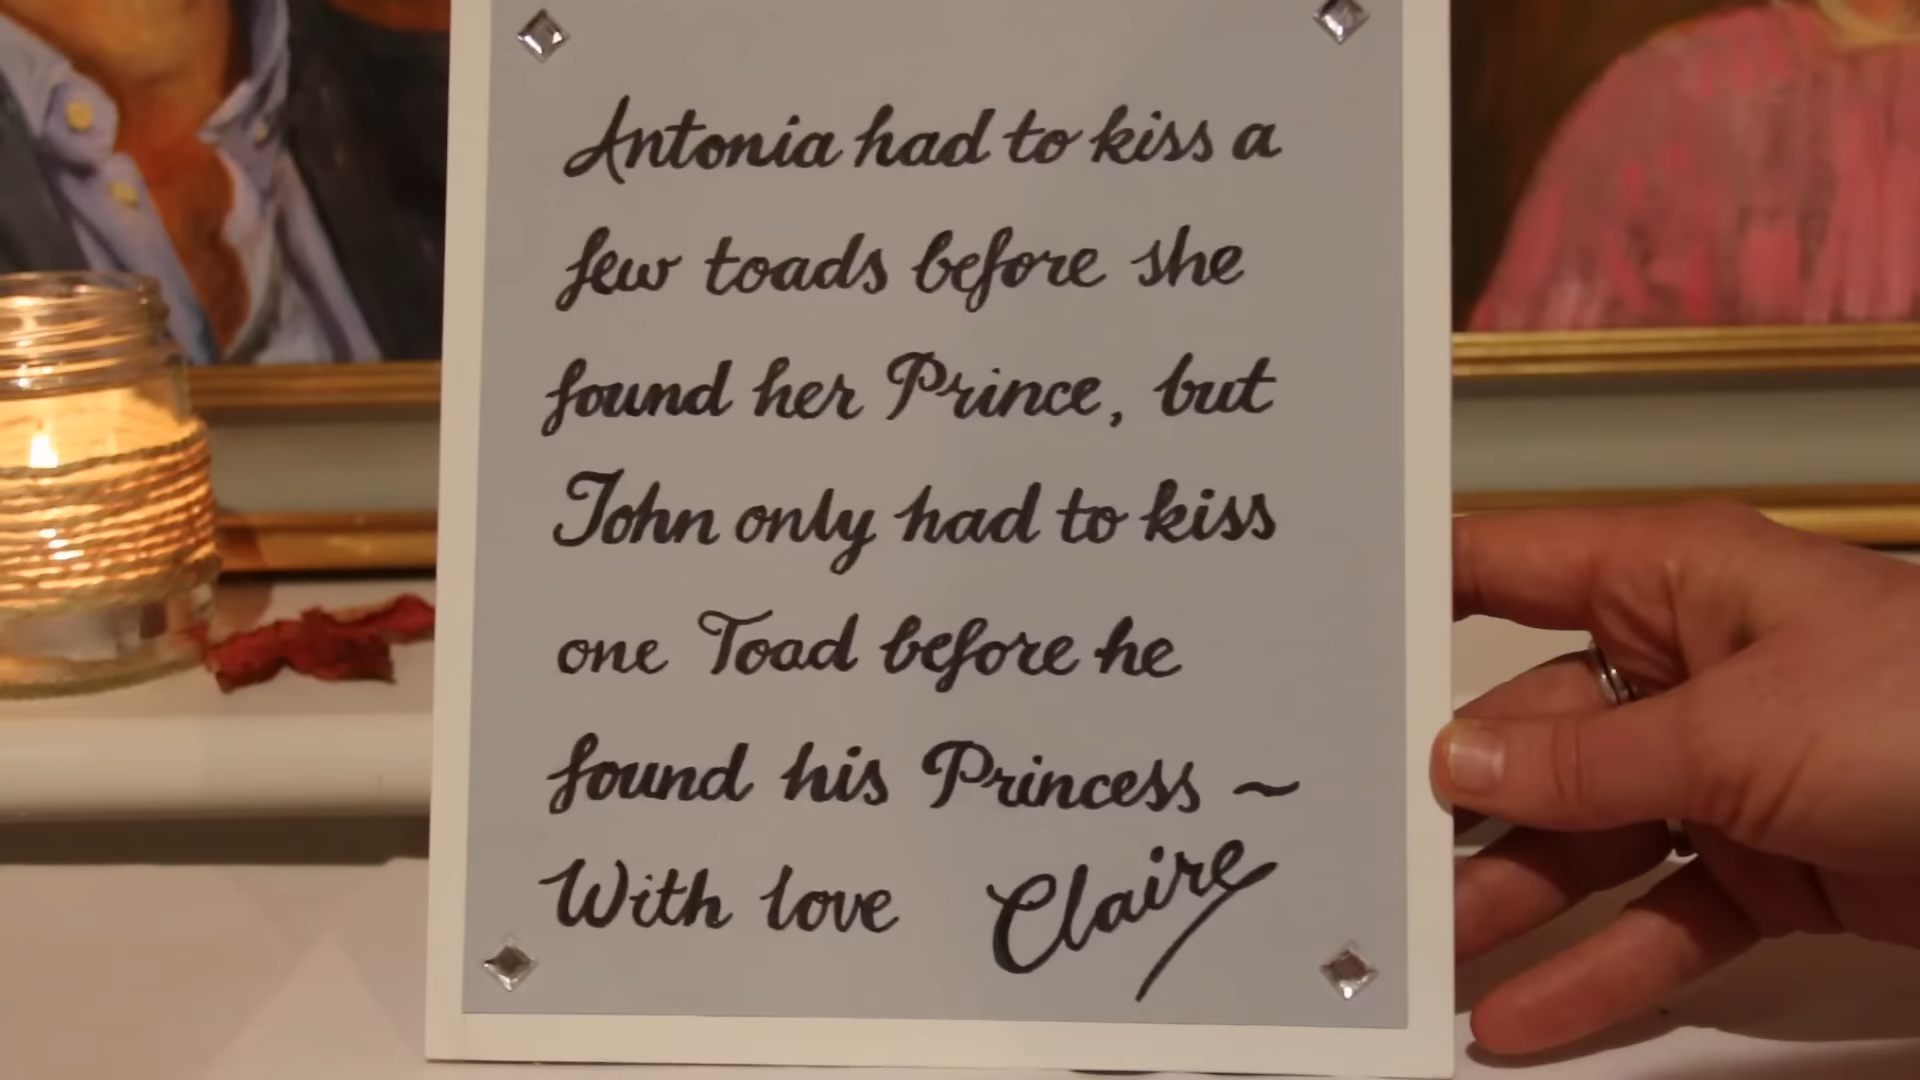 Antonia had to kiss a
few toads before she
found her Prince, but
John only had to kiss
one Toad before he
found his Princess ~
With love Claire